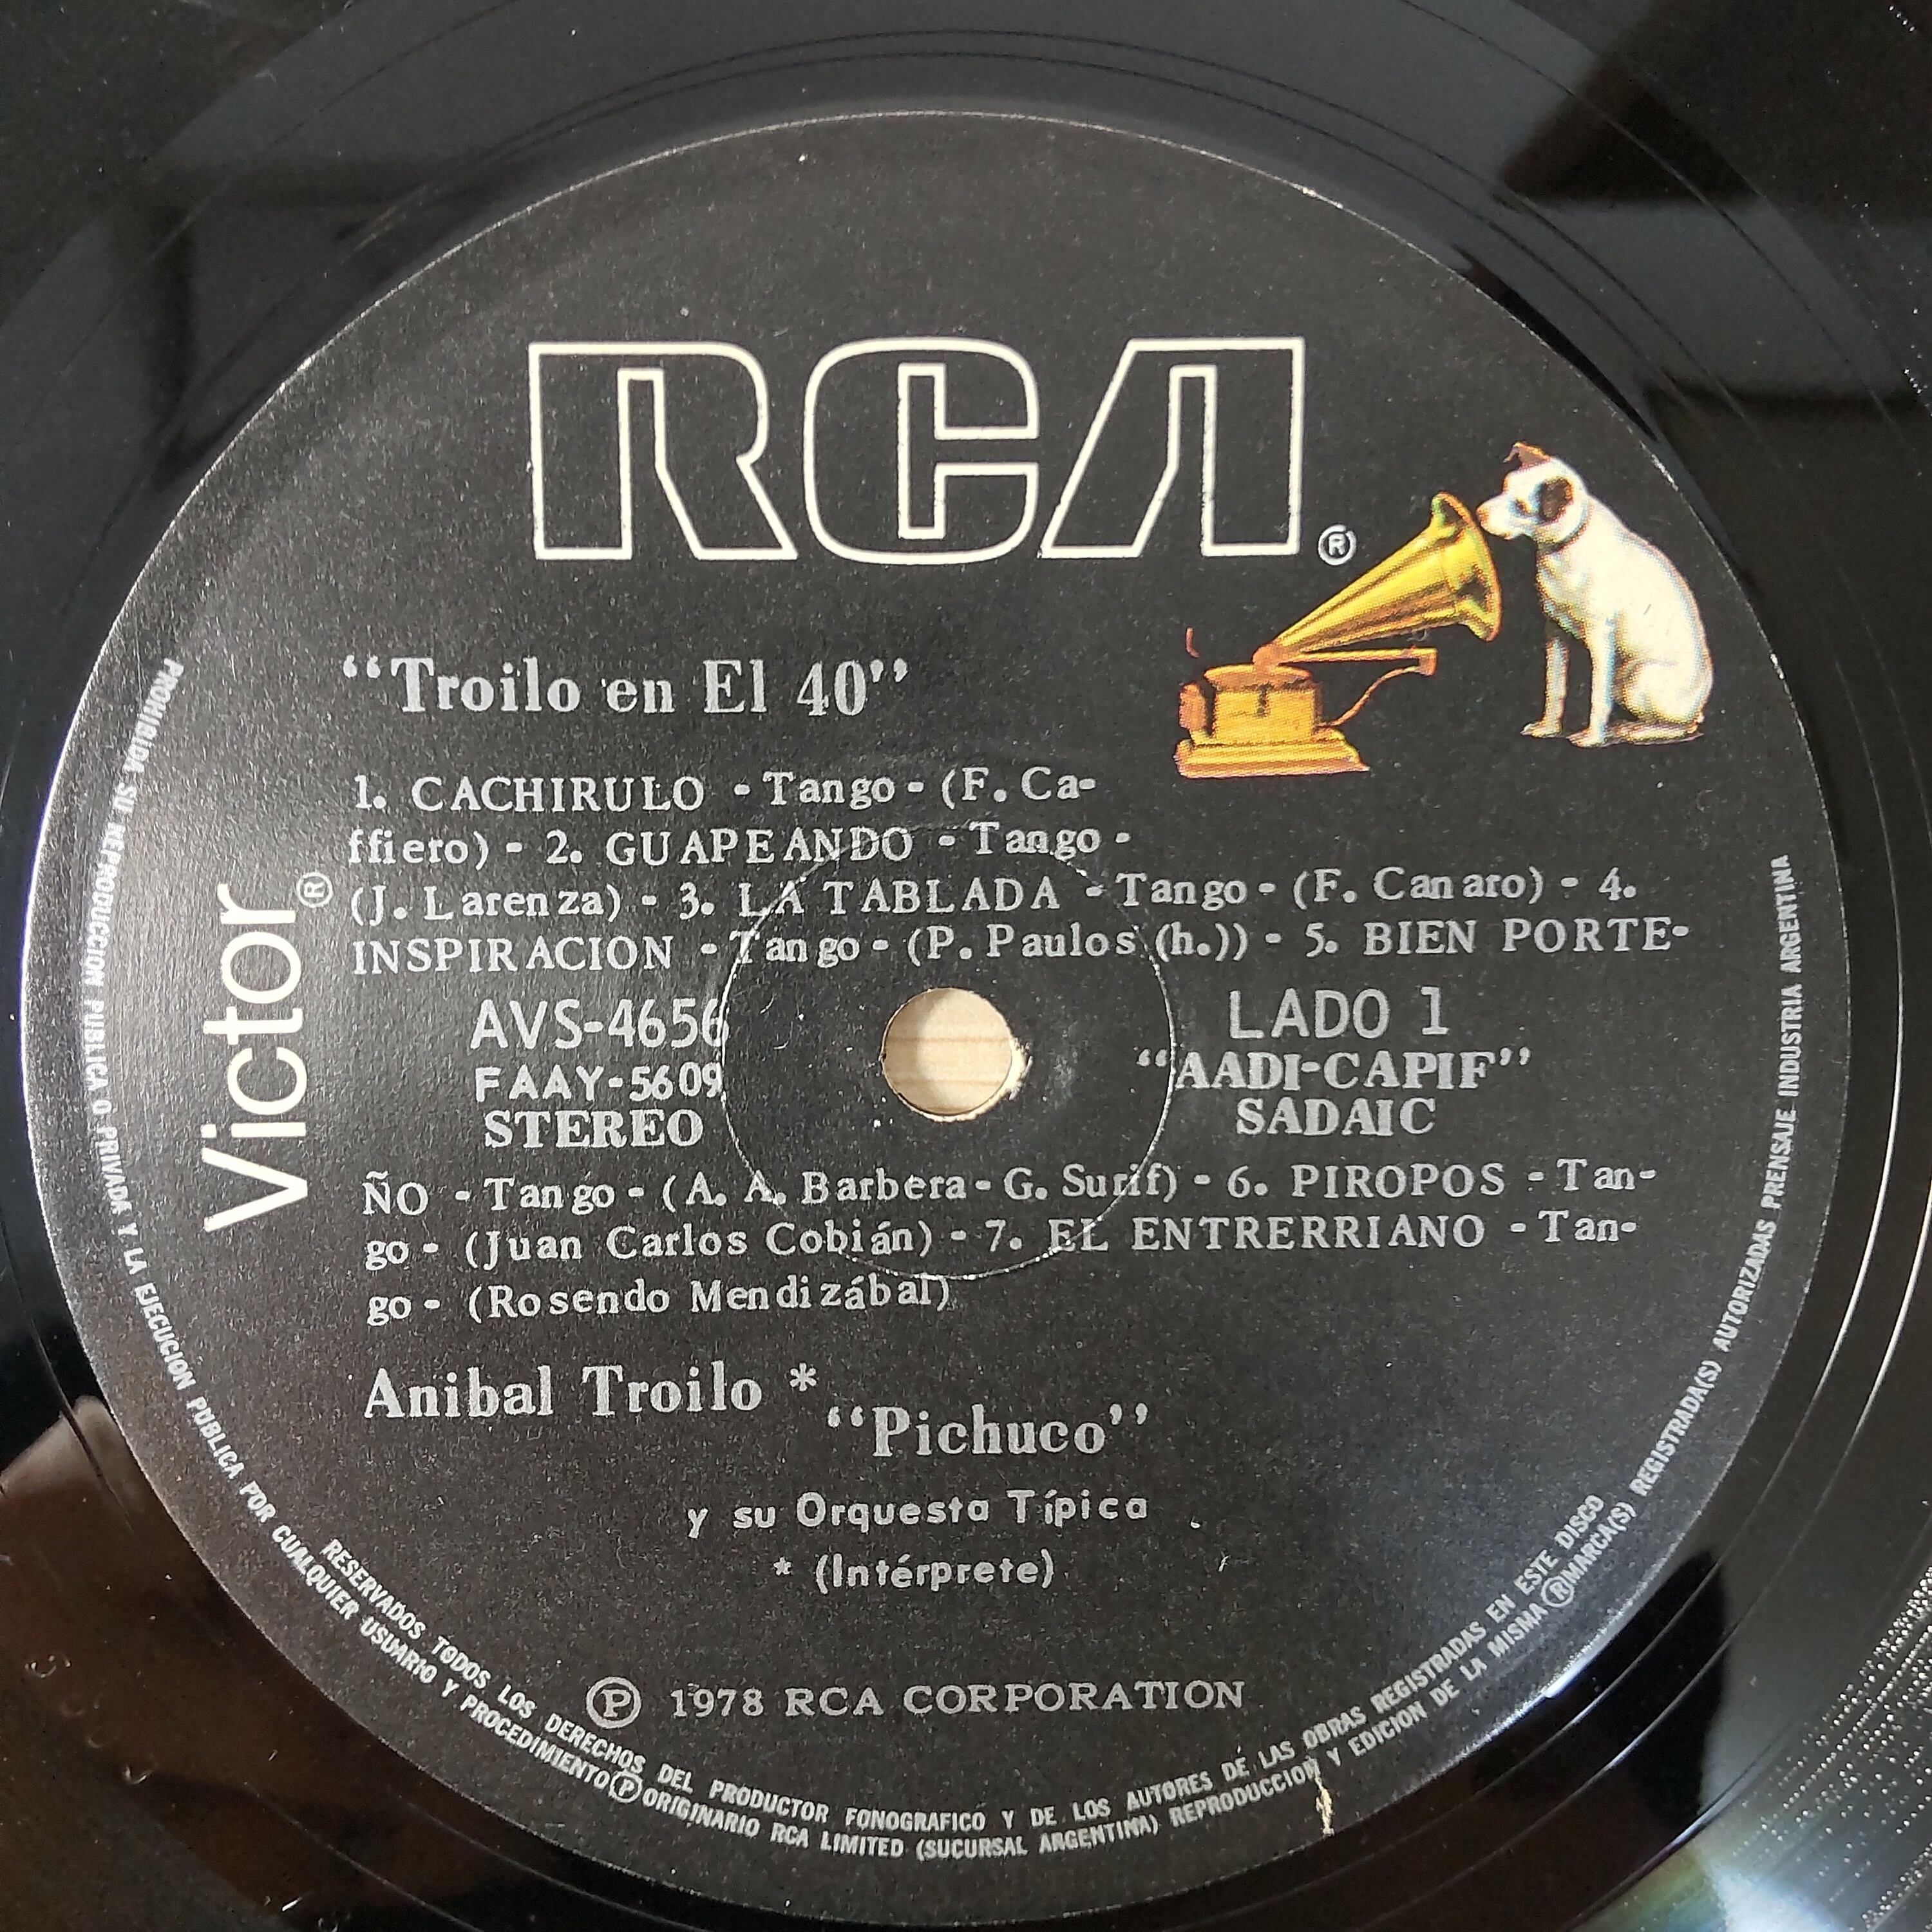 RCA®
Victor®
“Troilo en El 40”
1. CACHIRULO - Tango - (F. Ca-
ffiero) - 2. GUAPEANDO - Tango -
(J. Larenza) - 3. LA TABLADA - Tango - (F. Canaro) - 4.
INSPIRACION - Tango - (P. Paulos (h.)) - 5. BIEN PORTE-
AVS-4656
FAAY-5609
STEREO
LADO 1
“AADI-CAPIF”
SADAIC
ÑO - Tango - (A. A. Barbera - G. Surif) - 6. PIROPOS - Tan-
go - (Juan Carlos Cobián) - 7. EL ENTRERRIANO - Tan-
go - (Rosendo Mendizábal)
Anibal Troilo *
“Pichuco”
y su Orquesta Típica
* (Intérprete)
Ⓟ 1978 RCA CORPORATION
RESERVADOS TODOS LOS DERECHOS DEL PRODUCTOR FONOGRAFICO Y DE LOS AUTORES DE LAS OBRAS REGISTRADAS EN ESTE DISCO
PROHIBIDA SU REPRODUCCION PUBLICA O PRIVADA Y LA EJECUCION PUBLICA POR CUALQUIER USUARIO Y PROCEDIMIENTO Ⓟ ORIGINARIO RCA LIMITED (SUCURSAL ARGENTINA) REPRODUCCION Y EDICION DE LA MISMA ® MARCA(S) REGISTRADA(S) AUTORIZADAS PRENSAJE INDUSTRIA ARGENTINA